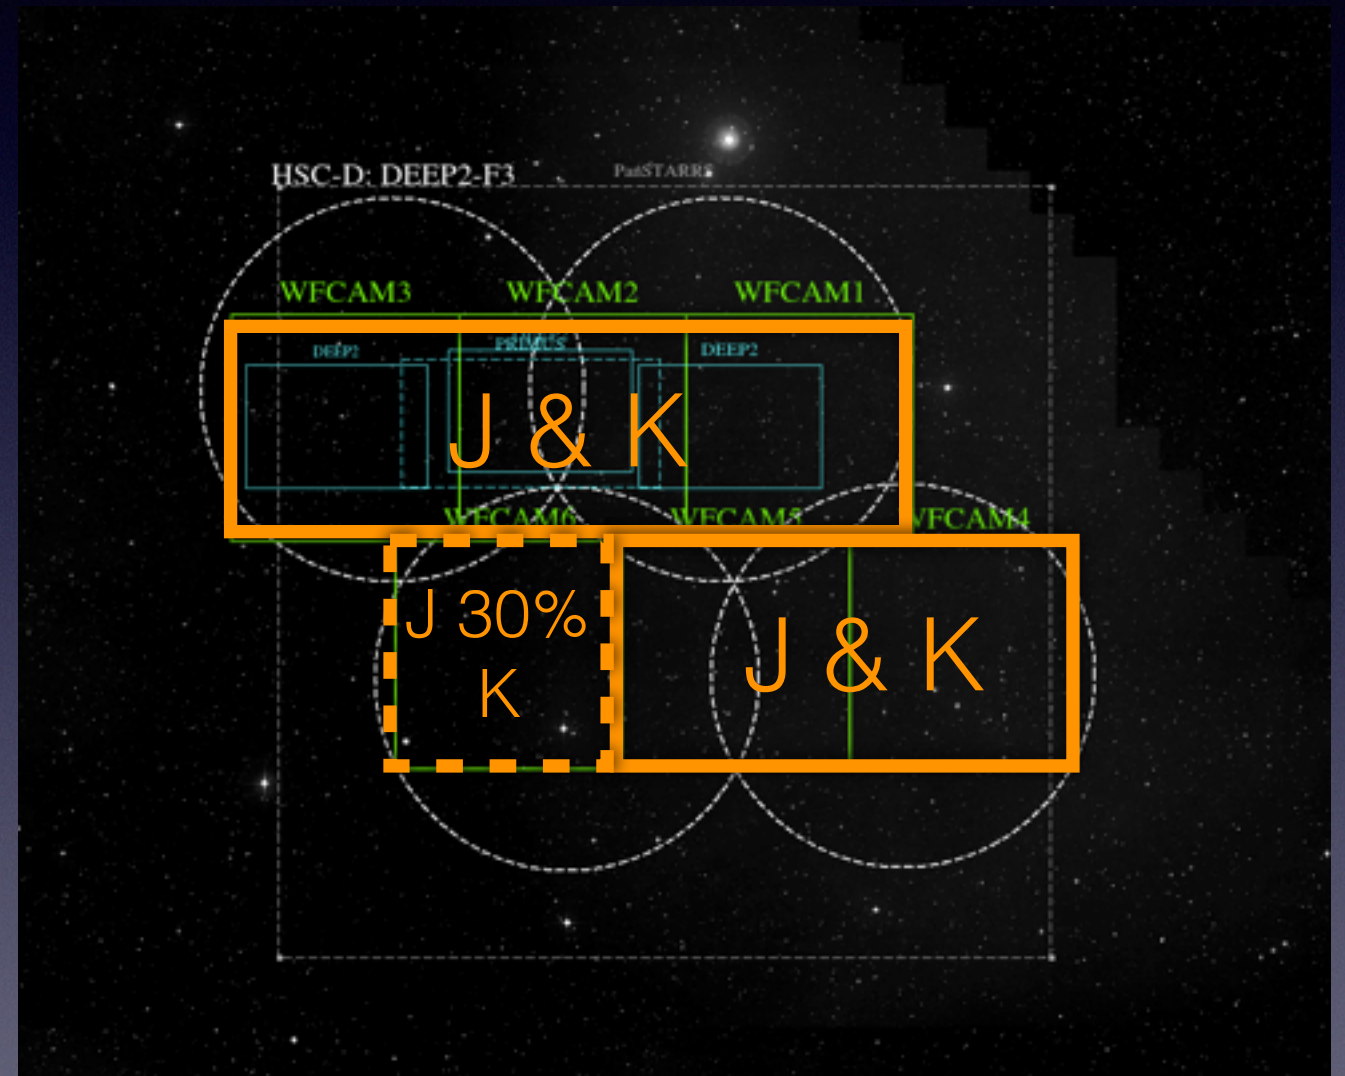 HSC-D: DEEP2-F3
PanSTARRS
WFCAM3 WFCAM2 WFCAM1
DEEP2 PRIMUS DEEP2
J & K
WFCAM6 WFCAM5 WFCAM4
J 30%
K
J & K